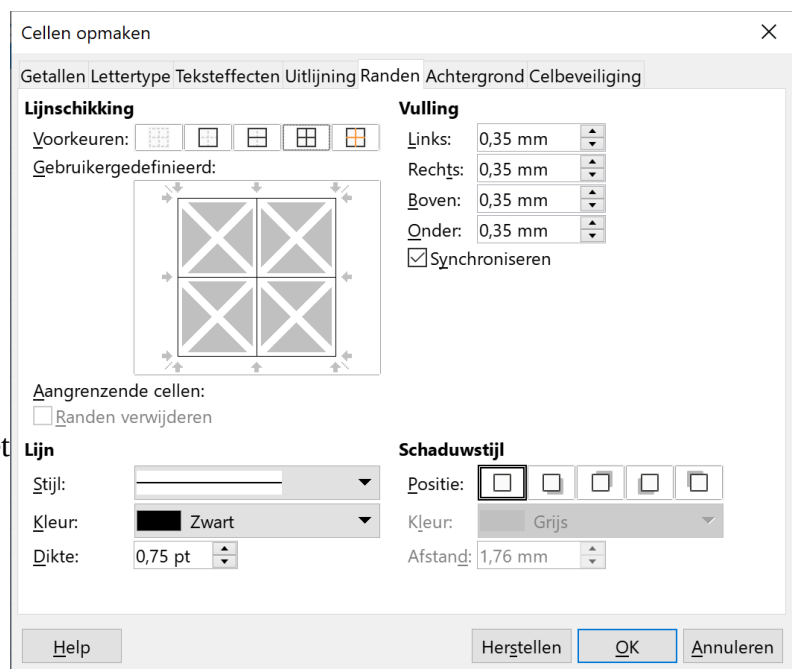 Cellen opmaken
Getallen Lettertype Teksteffecten Uitlijning Randen Achtergrond Celbeveiliging
Lijnschikking
Voorkeuren:
Gebruikergedefinieerd:
Aangrenzende cellen:
Randen verwijderen
Vulling
Links: 0,35 mm
Rechts: 0,35 mm
Boven: 0,35 mm
Onder: 0,35 mm
Synchroniseren
Lijn
Stijl:
Kleur: Zwart
Dikte: 0,75 pt
Schaduwstijl
Positie:
Kleur: Grijs
Afstand: 1,76 mm
Help Herstellen OK Annuleren